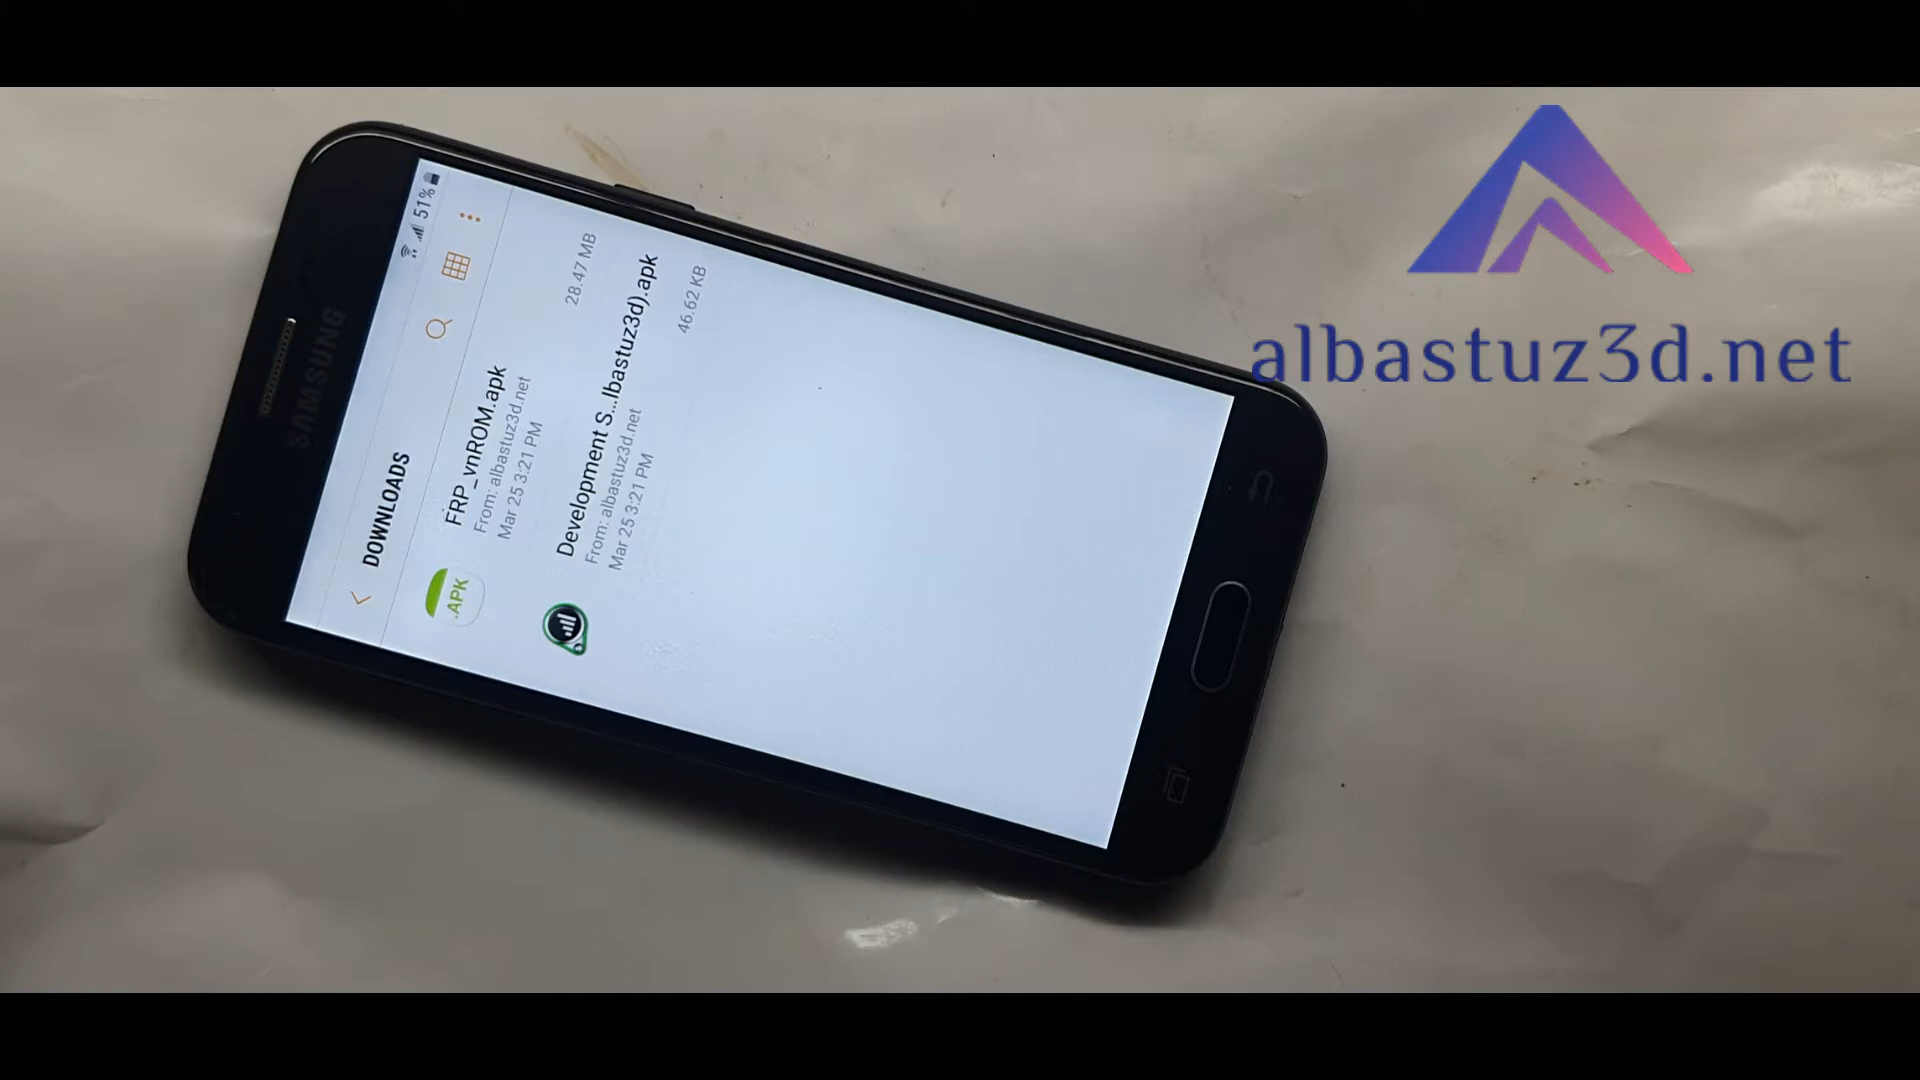 SAMSUNG
51%
DOWNLOADS
.APK
FRP_vnROM.apk
From: albastuz3d.net
Mar 25 3:21 PM
28.47 MB
Development S...lbastuz3d).apk
From: albastuz3d.net
Mar 25 3:21 PM
46.62 KB
albastuz3d.net